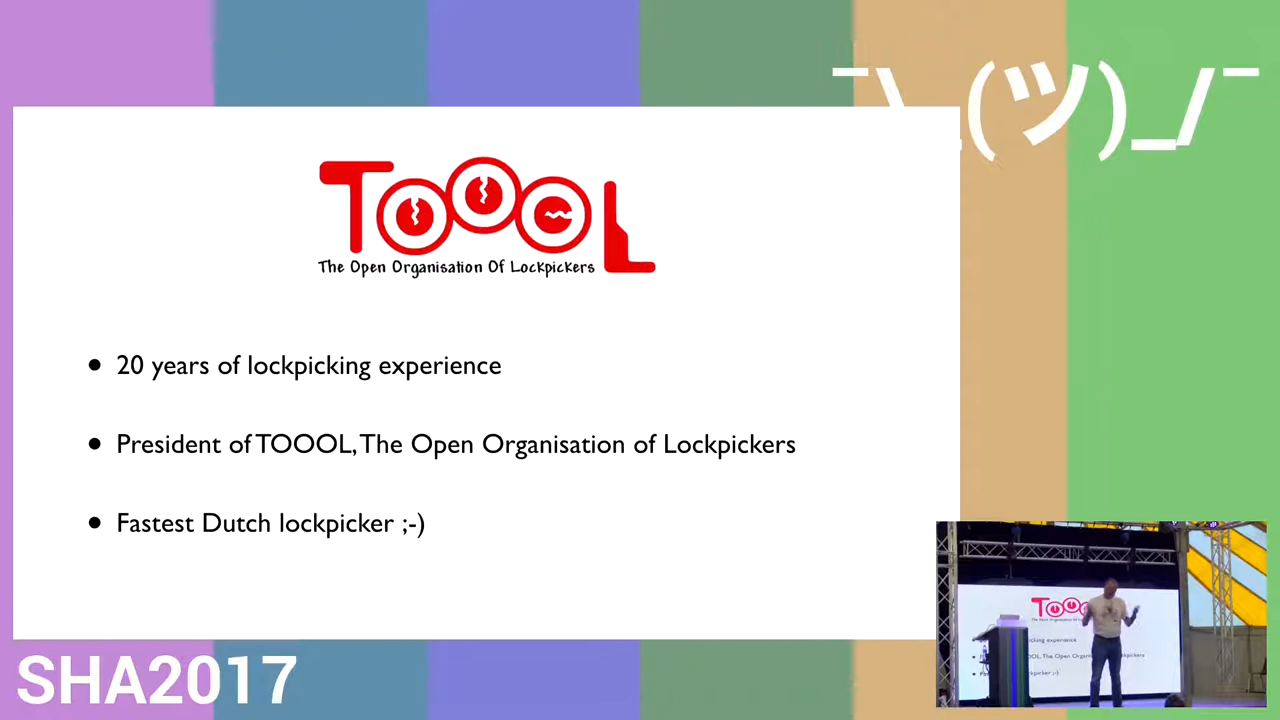 ¯\_(ツ)_/¯
TOOOL
The Open Organisation Of Lockpickers
• 20 years of lockpicking experience
• President of TOOOL, The Open Organisation of Lockpickers
• Fastest Dutch lockpicker ;-)
SHA2017